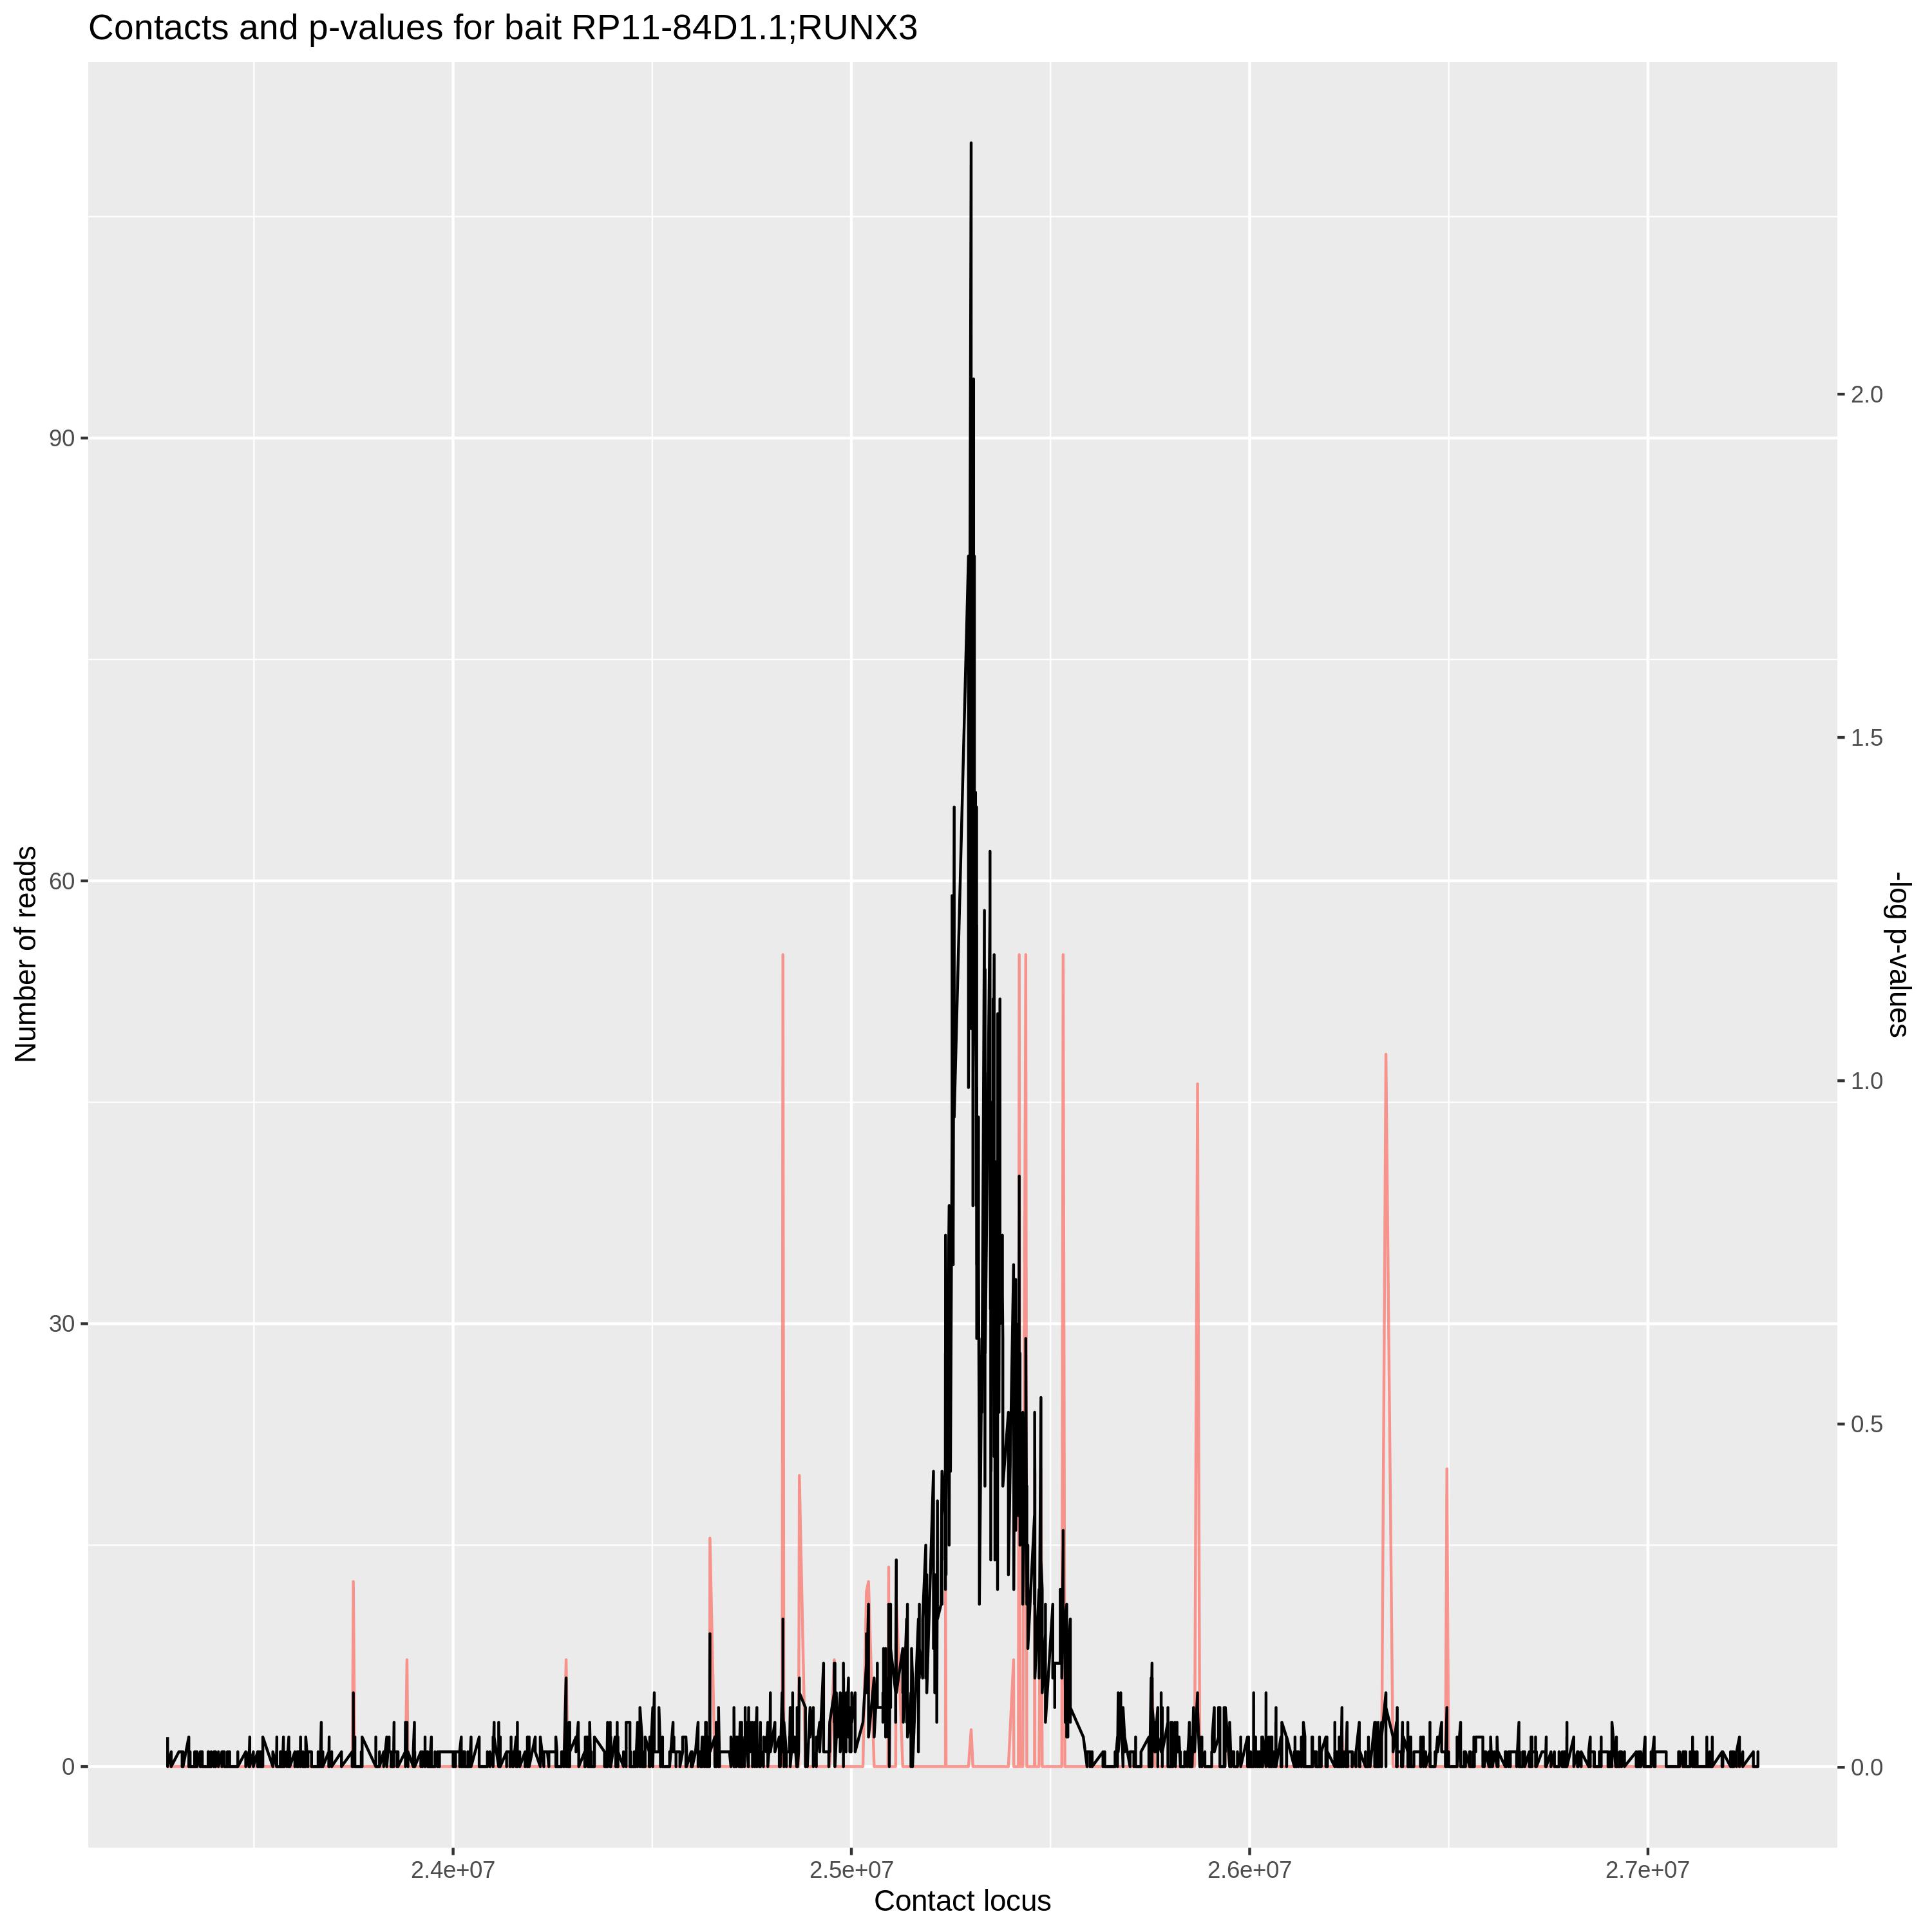 Contacts and p-values for bait RP11-84D1.1;RUNX3
90
60
30
0
Number of reads
2.0
1.5
1.0
0.5
0.0
-log p-values
2.4e+07 2.5e+07 2.6e+07 2.7e+07
Contact locus